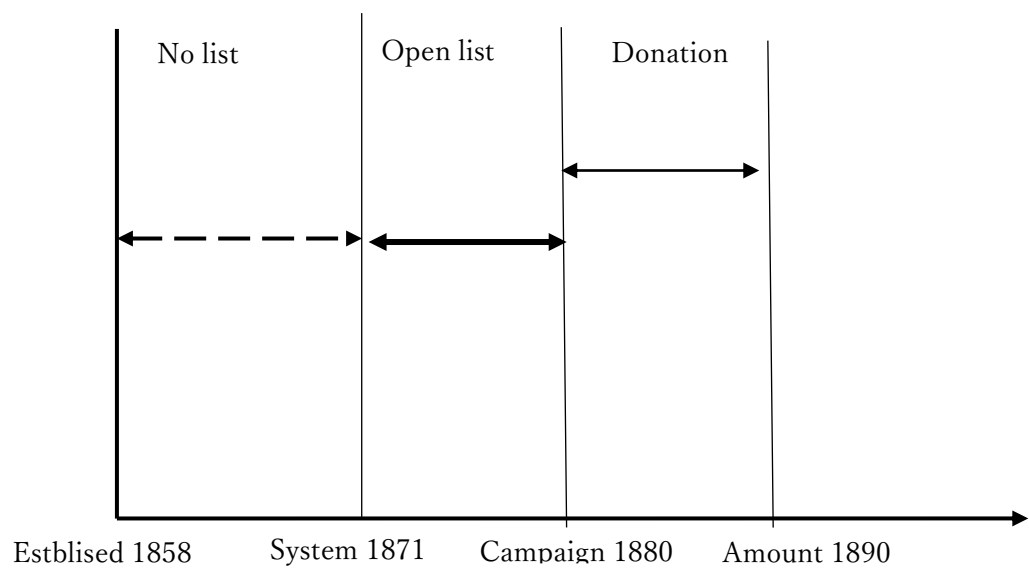 No list
Open list
Donation
Estblised 1858
System 1871
Campaign 1880
Amount 1890